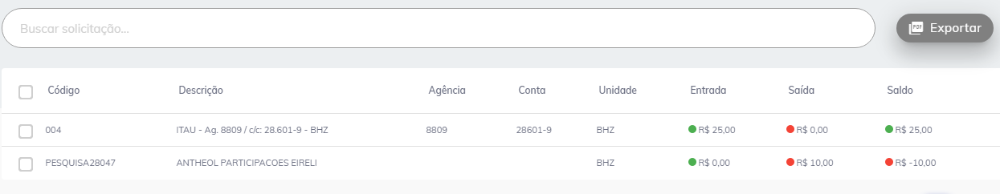 Buscar solicitação...
PDF Exportar
Código Descrição Agência Conta Unidade Entrada Saída Saldo
004 ITAU - Ag. 8809 / c/c: 28.601-9 - BHZ 8809 28601-9 BHZ R$ 25,00 R$ 0,00 R$ 25,00
PESQUISA28047 ANTHEOL PARTICIPACOES EIRELI BHZ R$ 0,00 R$ 10,00 R$ -10,00